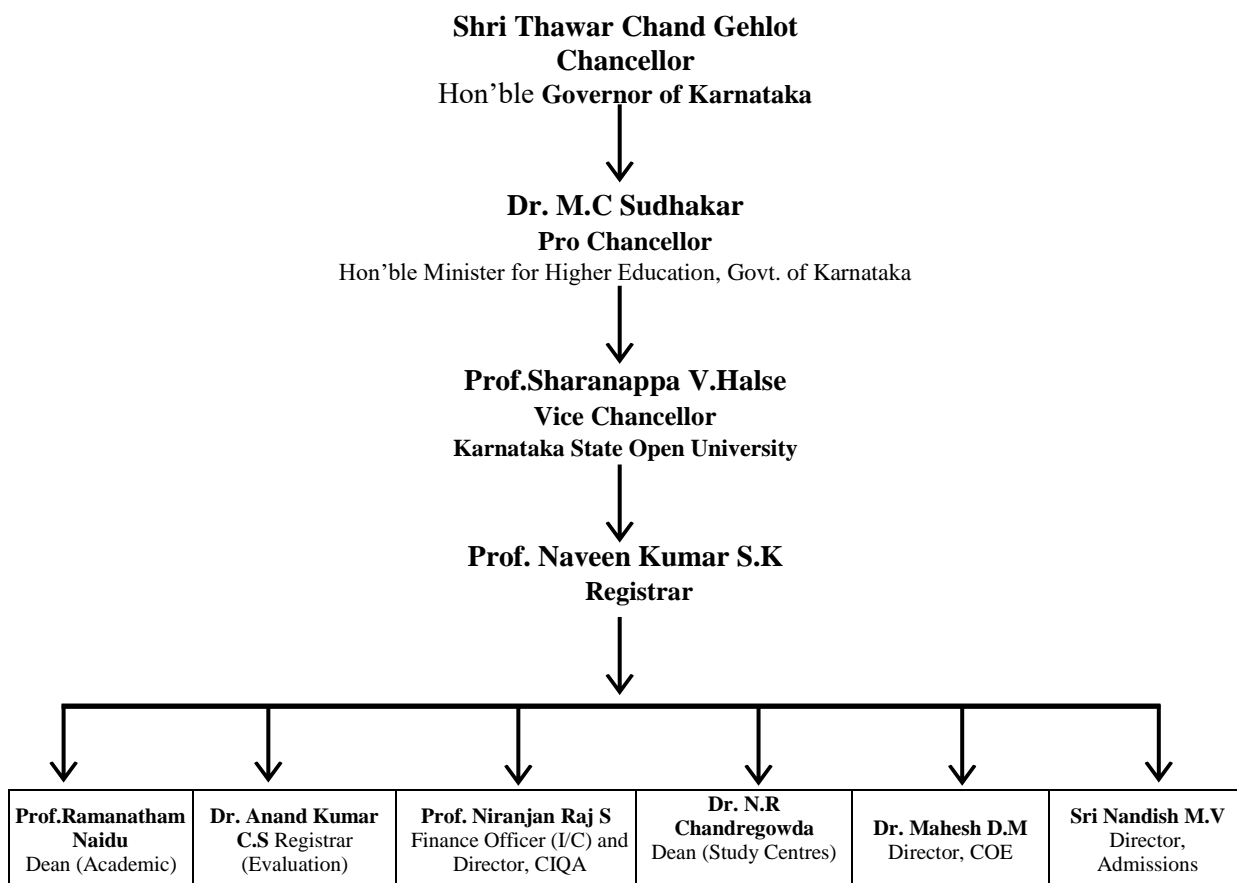 Shri Thawar Chand Gehlot
Chancellor
Hon’ble Governor of Karnataka
Dr. M.C Sudhakar
Pro Chancellor
Hon’ble Minister for Higher Education, Govt. of Karnataka
Prof.Sharanappa V.Halse
Vice Chancellor
Karnataka State Open University
Prof. Naveen Kumar S.K
Registrar
Prof.Ramanatham
Naidu
Dean (Academic)
Dr. Anand Kumar
C.S Registrar
(Evaluation)
Prof. Niranjan Raj S
Finance Officer (I/C) and
Director, CIQA
Dr. N.R
Chandregowda
Dean (Study Centres)
Dr. Mahesh D.M
Director, COE
Sri Nandish M.V
Director,
Admissions